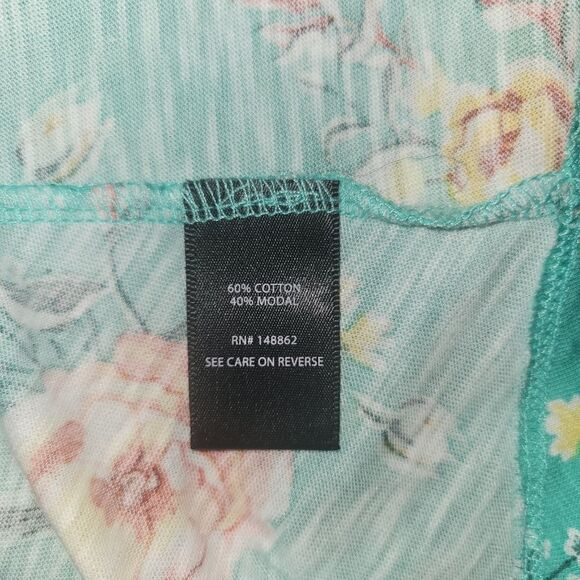 60% COTTON
40% MODAL
RN# 148862
SEE CARE ON REVERSE